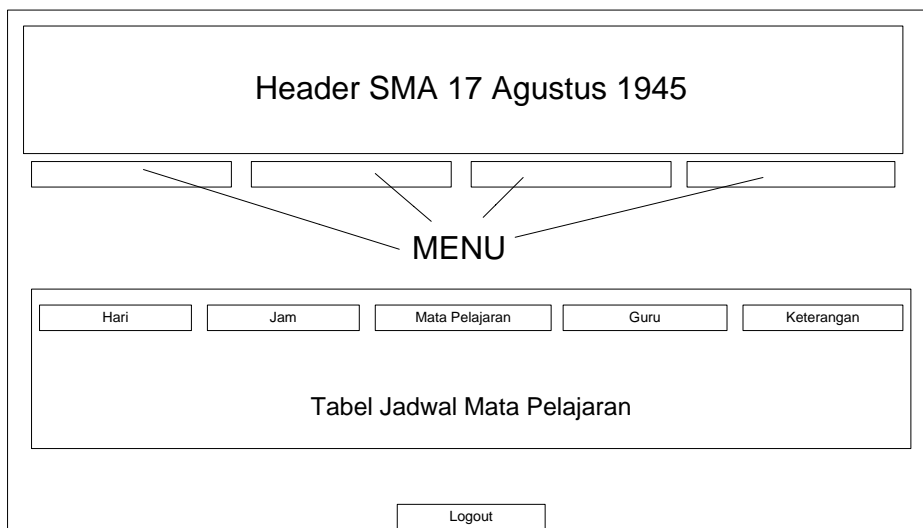 Header SMA 17 Agustus 1945
MENU
Hari Jam Mata Pelajaran Guru Keterangan
Tabel Jadwal Mata Pelajaran
Logout